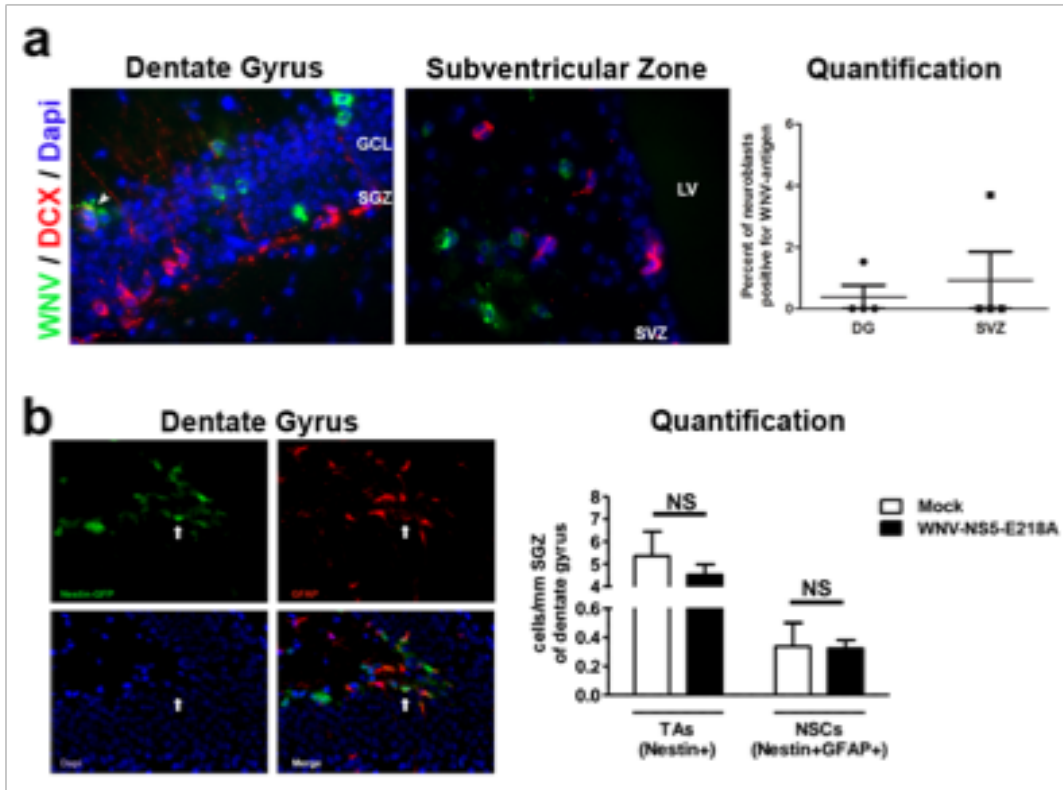 a
Dentate Gyrus
Subventricular Zone
Quantification
WNV / DCX / Dapi
GCL
SGZ
LV
SVZ
Percent of neuroblasts
positive for WNV-antigen
6
4
2
0
DG
SVZ
b
Dentate Gyrus
Quantification
Nestin-GFP
GFAP
Dapi
Merge
cells/mm SGZ
of dentate gyrus
8
7
6
5
4
0.6
0.4
0.2
0.0
NS
NS
Mock
WNV-NS5-E218A
TAs
(Nestin+)
NSCs
(Nestin+GFAP+)